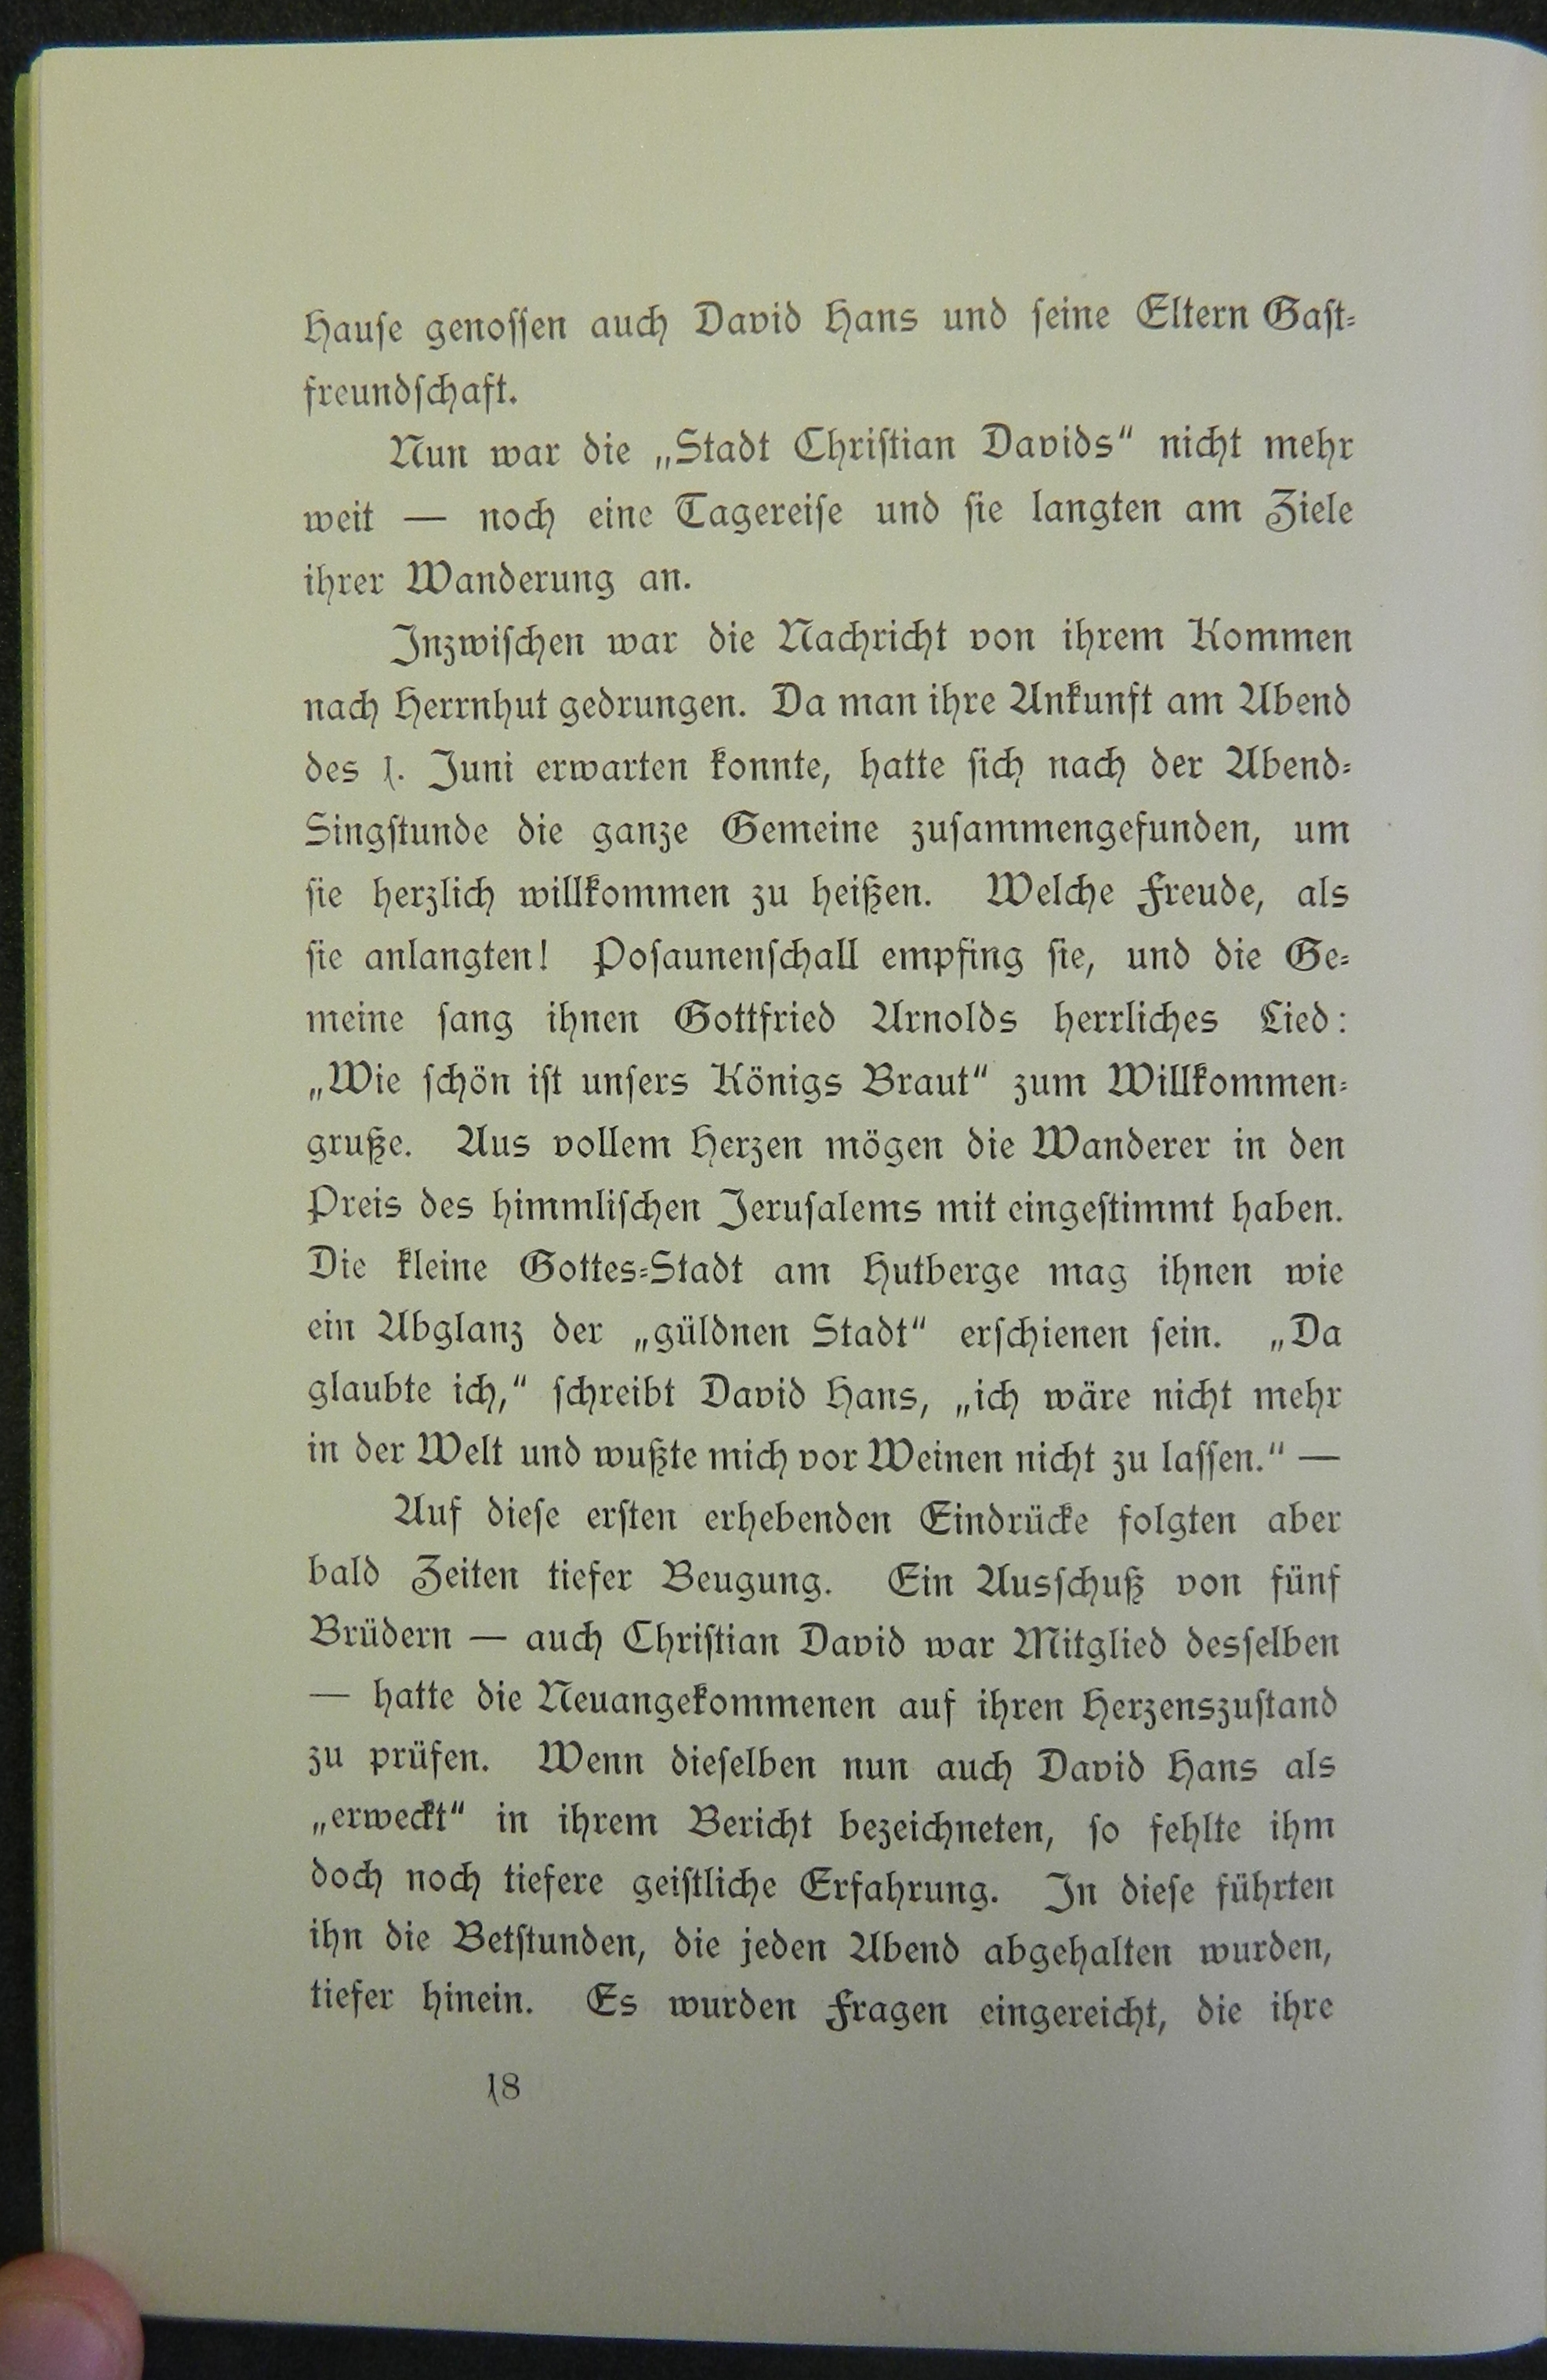 Hauſe genoſſen auch David Hans und ſeine Eltern Gaſt⸗
freundſchaft.
Nun war die „Stadt Chriſtian Davids“ nicht mehr
weit — noch eine Tagereiſe und ſie langten am Ziele
ihrer Wanderung an.
Inzwiſchen war die Nachricht von ihrem Kommen
nach Herrnhut gedrungen. Da man ihre Ankunft am Abend
des 1. Juni erwarten konnte, hatte ſich nach der Abend⸗
Singſtunde die ganze Gemeine zuſammengefunden, um
ſie herzlich willkommen zu heißen. Welche Freude, als
ſie anlangten! Poſaunenſchall empfing ſie, und die Ge⸗
meine ſang ihnen Gottfried Arnolds herrliches Lied:
„Wie ſchön iſt unſers Königs Braut“ zum Willkommen⸗
gruße. Aus vollem Herzen mögen die Wanderer in den
Preis des himmliſchen Jeruſalems mit eingeſtimmt haben.
Die kleine Gottes⸗Stadt am Hutberge mag ihnen wie
ein Abglanz der „güldnen Stadt“ erſchienen ſein. „Da
glaubte ich,“ ſchreibt David Hans, „ich wäre nicht mehr
in der Welt und wußte mich vor Weinen nicht zu laſſen.“ —
Auf dieſe erſten erhebenden Eindrücke folgten aber
bald Zeiten tiefer Beugung. Ein Ausſchuß von fünf
Brüdern — auch Chriſtian David war Mitglied desſelben
— hatte die Neuangekommenen auf ihren Herzenszuſtand
zu prüfen. Wenn dieſelben nun auch David Hans als
„erweckt“ in ihrem Bericht bezeichneten, ſo fehlte ihm
doch noch tiefere geiſtliche Erfahrung. In dieſe führten
ihn die Betſtunden, die jeden Abend abgehalten wurden,
tiefer hinein. Es wurden Fragen eingereicht, die ihre
18